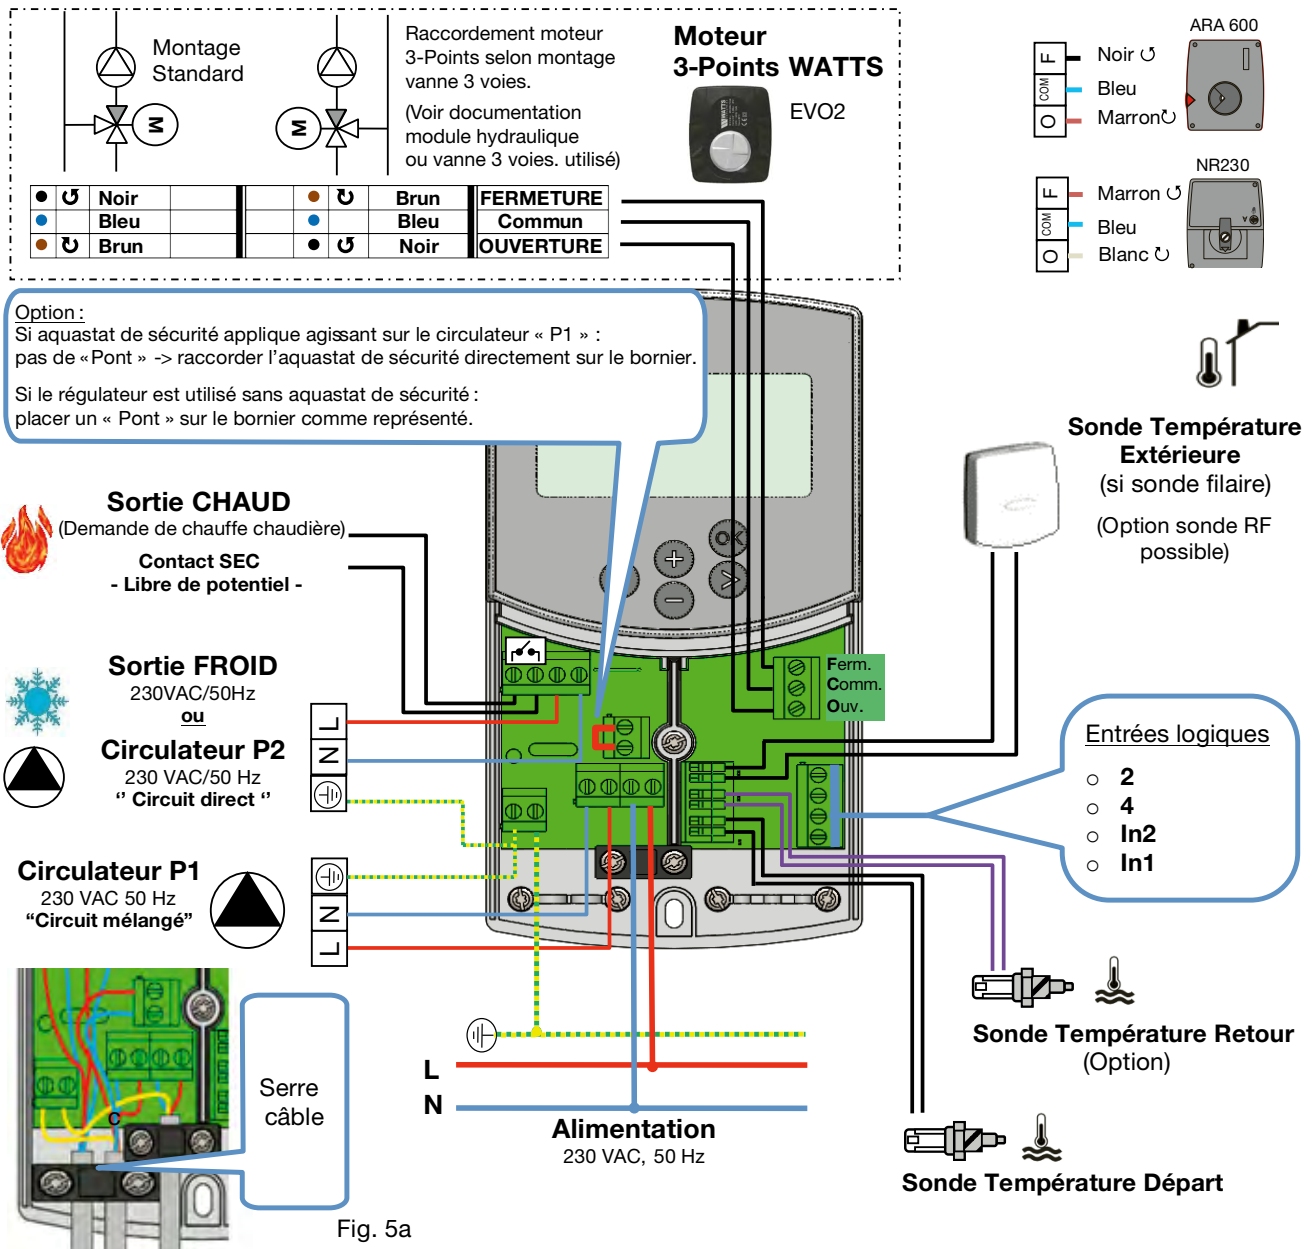 Montage
Standard
M
M
Raccordement moteur
3-Points selon montage
vanne 3 voies.
(Voir documentation
module hydraulique
ou vanne 3 voies. utilisé)
Moteur
3-Points WATTS
EVO2
WATTS
Noir
Brun
FERMETURE
Bleu
Bleu
Commun
Brun
Noir
OUVERTURE
ARA 600
F
Noir
COM
Bleu
O
Marron
NR230
F
Marron
COM
Bleu
O
Blanc
Option :
Si aquastat de sécurité applique agissant sur le circulateur « P1 » :
pas de «Pont » -> raccorder l'aquastat de sécurité directement sur le bornier.
Si le régulateur est utilisé sans aquastat de sécurité :
placer un « Pont » sur le bornier comme représenté.
OK
Sonde Température
Extérieure
(si sonde filaire)
(Option sonde RF
possible)
Sortie CHAUD
(Demande de chauffe chaudière)
Contact SEC
- Libre de potentiel -
Sortie FROID
230VAC/50Hz
ou
Circulateur P2
230 VAC/50 Hz
‘’ Circuit direct ‘’
L
N
Ferm.
Comm.
Ouv.
Entrées logiques
2
4
In2
In1
Circulateur P1
230 VAC 50 Hz
“Circuit mélangé”
N
L
Serre
câble
C
Fig. 5a
L
N
Alimentation
230 VAC, 50 Hz
Sonde Température Retour
(Option)
Sonde Température Départ